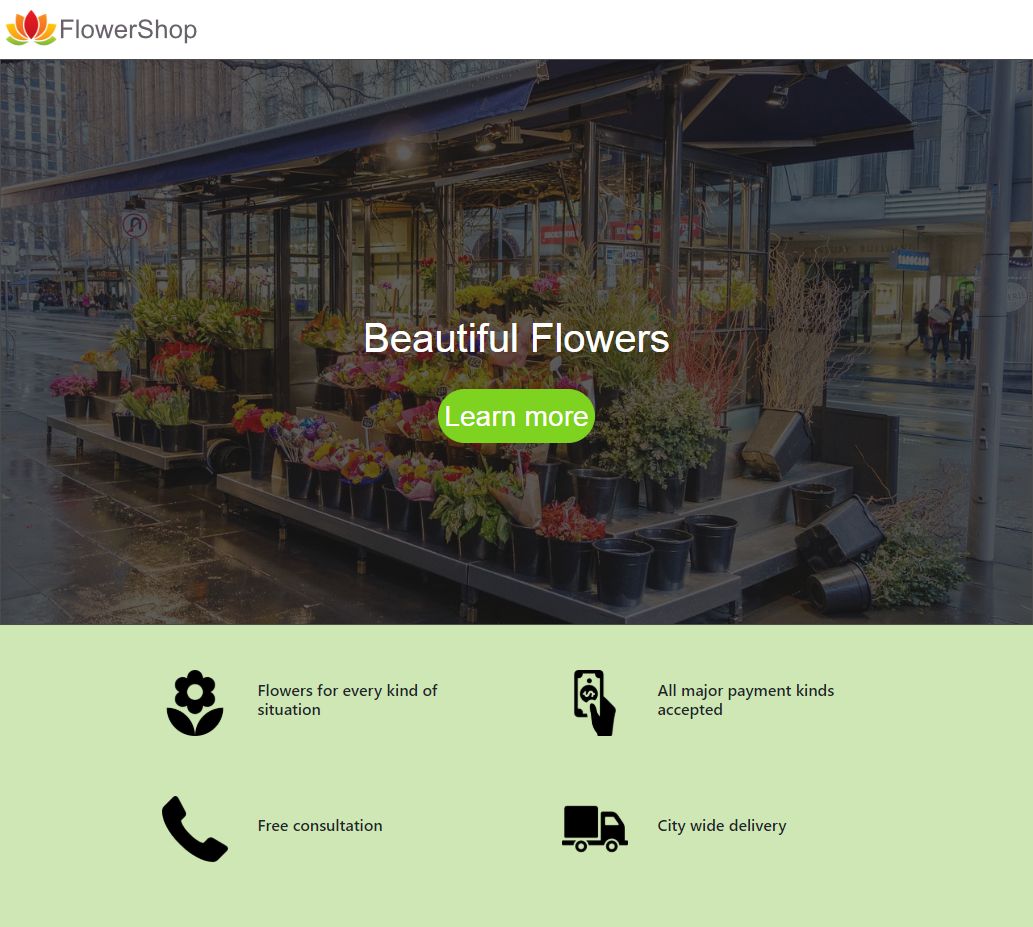 FlowerShop
Beautiful Flowers
Learn more
Flowers for every kind of
situation
All major payment kinds
accepted
Free consultation
City wide delivery